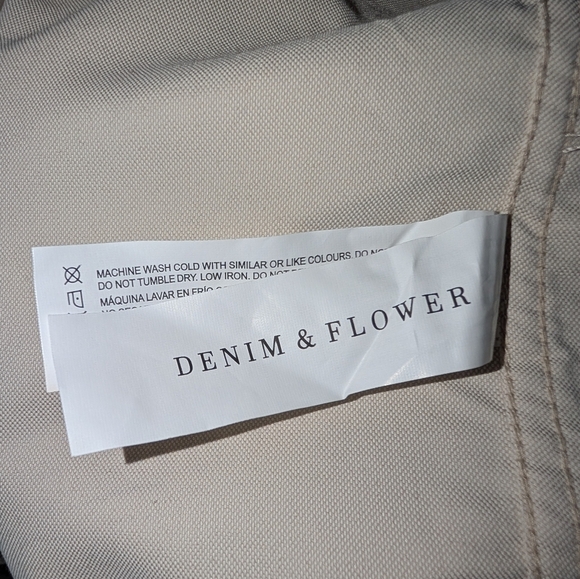 MACHINE WASH COLD WITH SIMILAR OR LIKE COLOURS. DO
DO NOT TUMBLE DRY. LOW IRON. DO NOT
MÁQUINA LAVAR EN FRÍO
DENIM & FLOWER